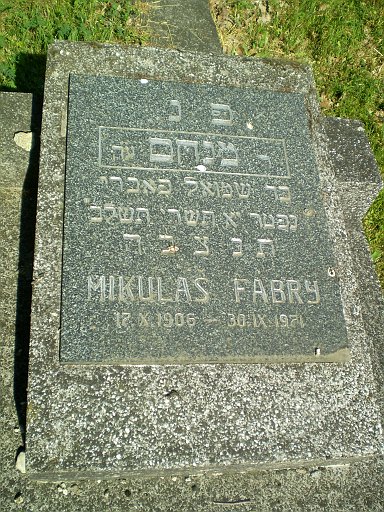 פ נ
ר׳ מנחם ע״ה
בר שמואל פאברי
נפטר י״א תשרי תשלב
ת נ צ ב ה
MIKULAS FABRY
17.X.1906 — 30.IX.1971